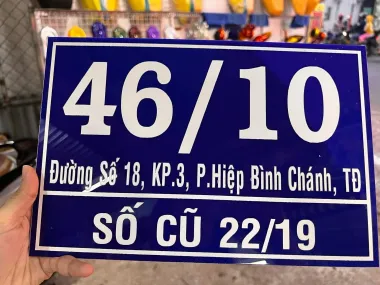 46/10
Đường Số 18, KP.3, P.Hiệp Bình Chánh, TĐ
SỐ CŨ 22/19